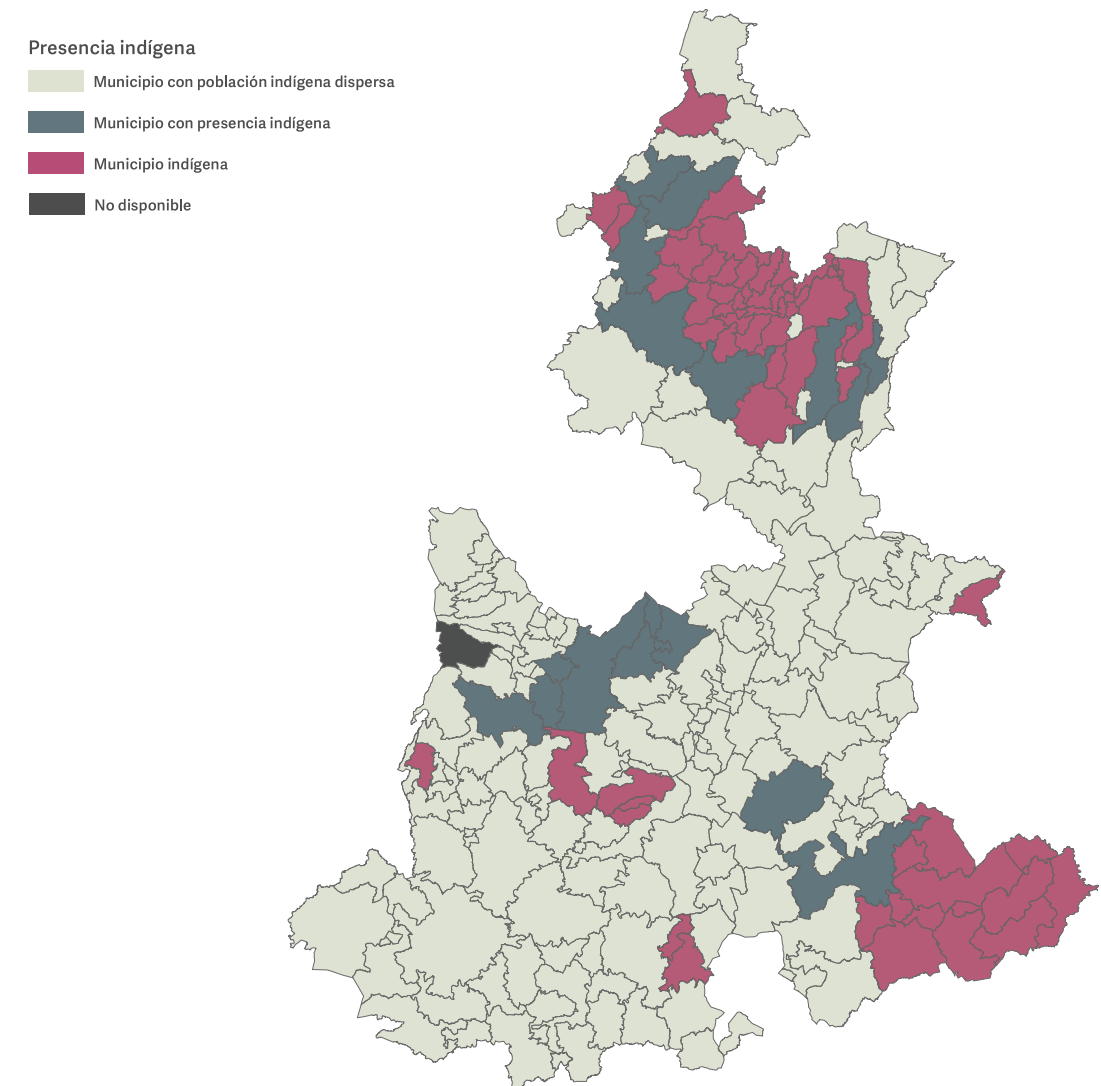 Presencia indígena
Municipio con población indígena dispersa
Municipio con presencia indígena
Municipio indígena
No disponible